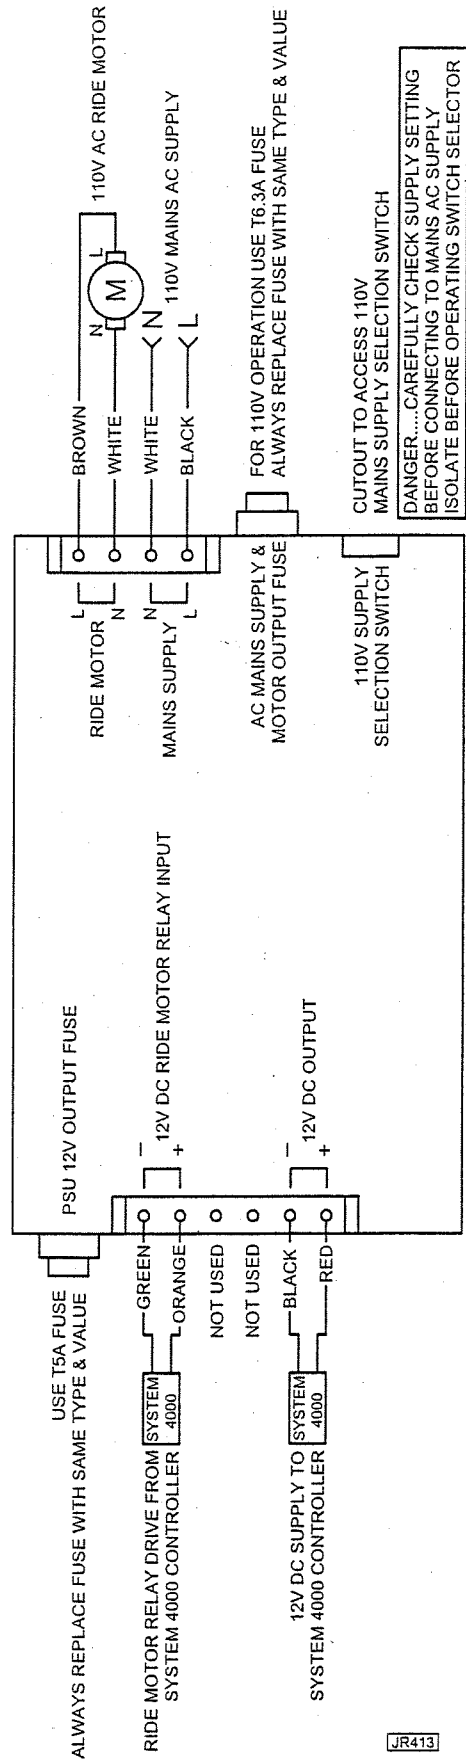 USE T5A FUSE
ALWAYS REPLACE FUSE WITH SAME TYPE & VALUE
PSU 12V OUTPUT FUSE
RIDE MOTOR RELAY DRIVE FROM
SYSTEM 4000 CONTROLLER
SYSTEM
4000
GREEN
ORANGE
–
+
12V DC RIDE MOTOR RELAY INPUT
NOT USED
NOT USED
12V DC SUPPLY TO
SYSTEM 4000 CONTROLLER
SYSTEM
4000
BLACK
RED
–
+
12V DC OUTPUT
RIDE MOTOR
L
N
BROWN
WHITE
N
L
M
110V AC RIDE MOTOR
MAINS SUPPLY
N
L
WHITE
BLACK
N
L
110V MAINS AC SUPPLY
AC MAINS SUPPLY &
MOTOR OUTPUT FUSE
FOR 110V OPERATION USE T6.3A FUSE
ALWAYS REPLACE FUSE WITH SAME TYPE & VALUE
110V SUPPLY
SELECTION SWITCH
CUTOUT TO ACCESS 110V
MAINS SUPPLY SELECTION SWITCH
DANGER.....CAREFULLY CHECK SUPPLY SETTING
BEFORE CONNECTING TO MAINS AC SUPPLY
ISOLATE BEFORE OPERATING SWITCH SELECTOR
JR413